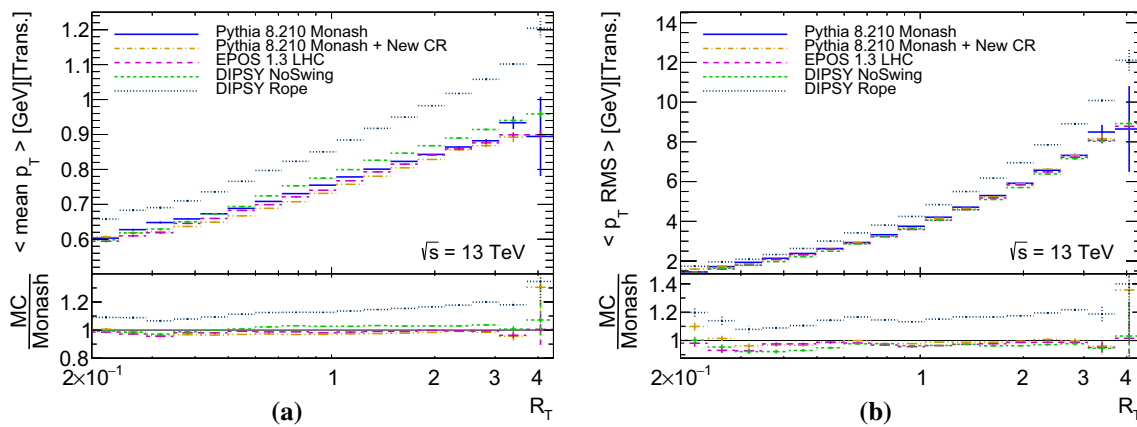 < mean p_T > [GeV][Trans.]
1.2
1.1
1
0.9
0.8
0.7
0.6
Pythia 8.210 Monash
Pythia 8.210 Monash + New CR
EPOS 1.3 LHC
DIPSY NoSwing
DIPSY Rope
√s = 13 TeV
MC
Monash
1.2
1
0.8
2×10⁻¹
1
2
3
4
R_T
(a)
< p_T RMS > [GeV][Trans.]
14
12
10
8
6
4
2
Pythia 8.210 Monash
Pythia 8.210 Monash + New CR
EPOS 1.3 LHC
DIPSY NoSwing
DIPSY Rope
√s = 13 TeV
MC
Monash
1.4
1.2
1
2×10⁻¹
1
2
3
4
R_T
(b)